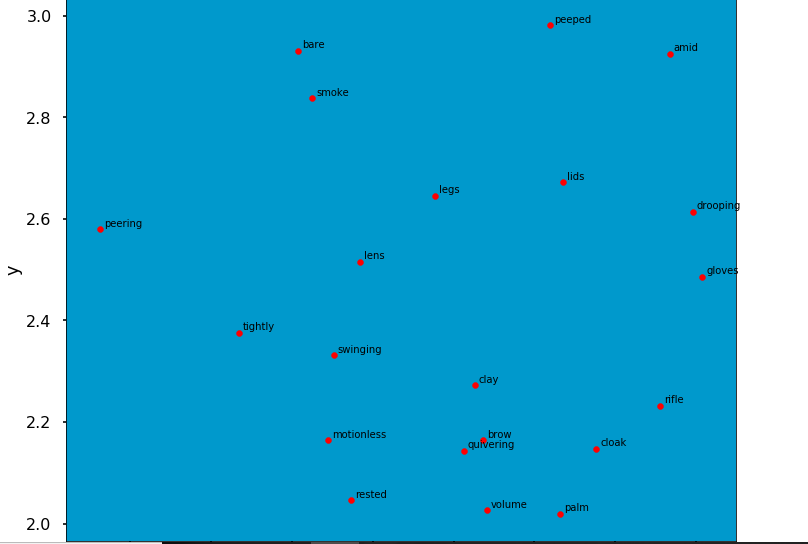 3.0
peeped
bare
amid
2.8
smoke
lids
legs
drooping
2.6
peering
lens
gloves
y
2.4
tightly
swinging
clay
rifle
2.2
motionless
brow
quivering
cloak
rested
volume
palm
2.0